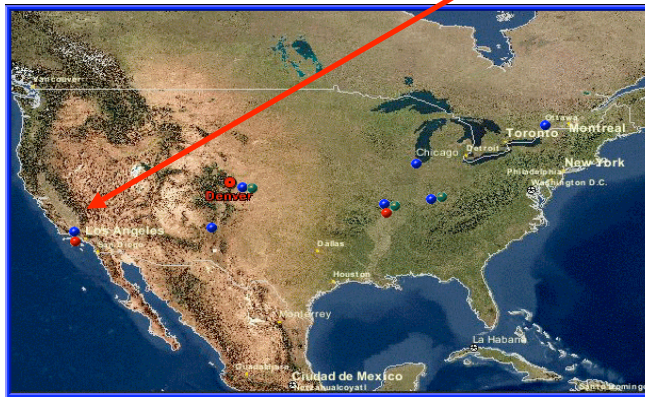 Vancouver
Ottawa
Toronto
Montreal
Chicago
Detroit
New York
Philadelphia
Washington D.C.
Denver
Los Angeles
San Diego
Dallas
Houston
Monterrey
La Habana
Guadalajara
Ciudad de Mexico
Netzahualcoyotl
Santo Domingo